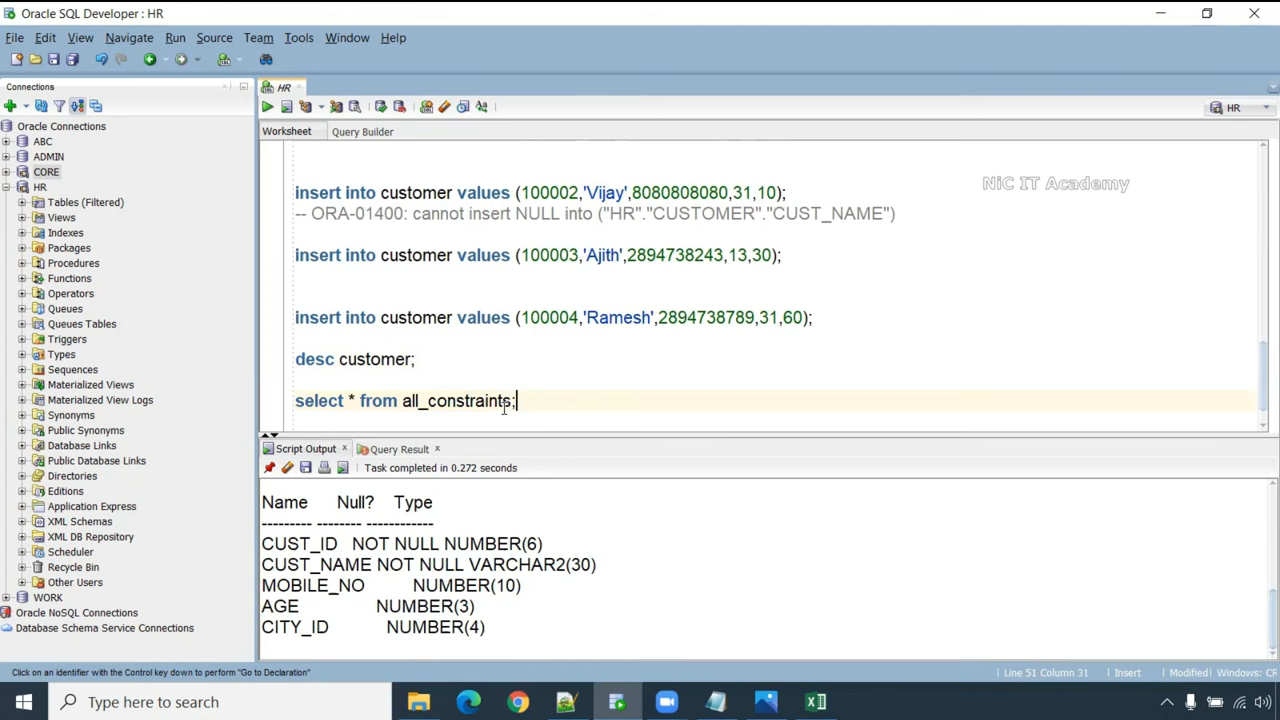 Oracle SQL Developer : HR
File Edit View Navigate Run Source Team Tools Window Help
Connections
HR
Oracle Connections
ABC
ADMIN
CORE
HR
Tables (Filtered)
Views
Indexes
Packages
Procedures
Functions
Operators
Queues
Queues Tables
Triggers
Types
Sequences
Materialized Views
Materialized View Logs
Synonyms
Public Synonyms
Database Links
Public Database Links
Directories
Editions
Application Express
XML Schemas
XML DB Repository
Scheduler
Recycle Bin
Other Users
WORK
Oracle NoSQL Connections
Database Schema Service Connections
HR
Worksheet Query Builder
NiC IT Academy
insert into customer values (100002,'Vijay',8080808080,31,10);
-- ORA-01400: cannot insert NULL into ("HR"."CUSTOMER"."CUST_NAME")
insert into customer values (100003,'Ajith',2894738243,13,30);
insert into customer values (100004,'Ramesh',2894738789,31,60);
desc customer;
select * from all_constraints;
Script Output Query Result
Task completed in 0.272 seconds
Name Null? Type
--------- -------- ------------
CUST_ID NOT NULL NUMBER(6)
CUST_NAME NOT NULL VARCHAR2(30)
MOBILE_NO NUMBER(10)
AGE NUMBER(3)
CITY_ID NUMBER(4)
Click on an identifier with the Control key down to perform "Go to Declaration"
Line 51 Column 31 Insert Modified Windows: CF
Type here to search